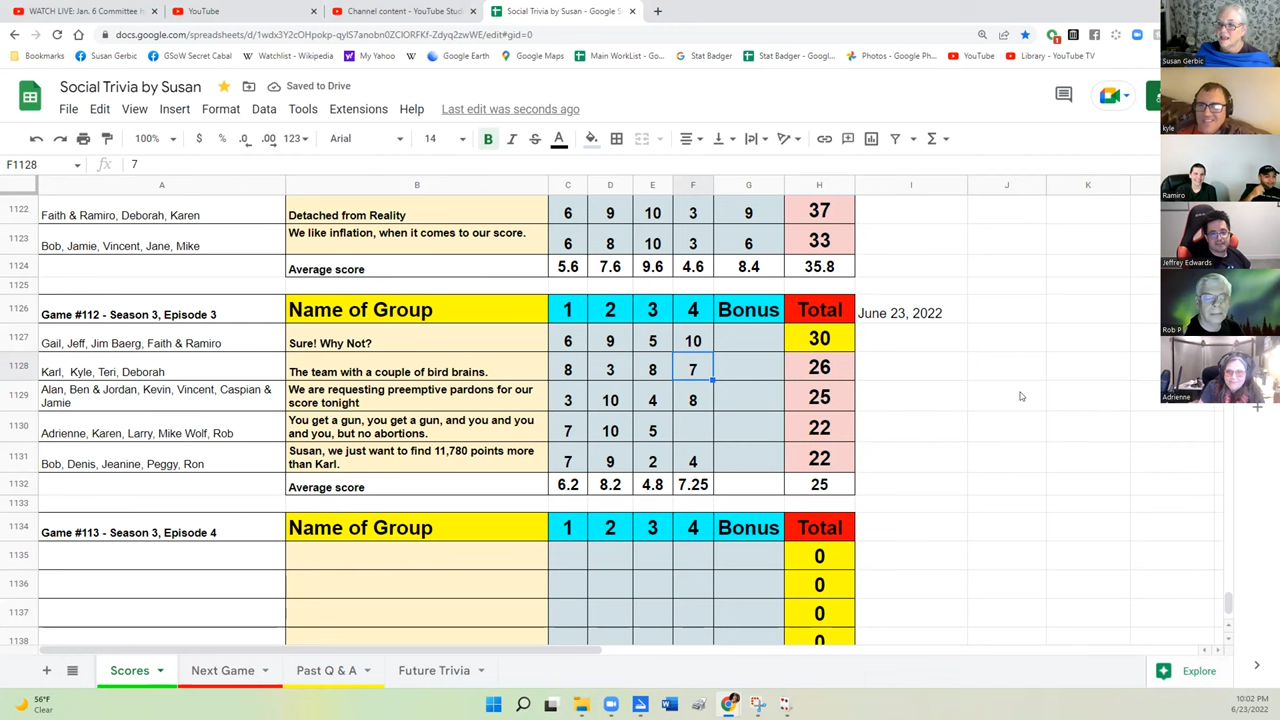 WATCH LIVE: Jan. 6 Committee h
YouTube
Channel content - YouTube Stud
Social Trivia by Susan - Google S
docs.google.com/spreadsheets/d/1wdx3Y2cOHpokp-qyIS7anobn0ZCIORFKf-Zdyq2zwWE/edit#gid=0
Bookmarks Susan Gerbic GSoW Secret Cabal Watchlist - Wikipedia My Yahoo Google Earth Popular Movies Main WorkList - Go... Stat Badger Stat Badger - Googl... Photos - Google Ph... YouTube Library - YouTube TV
Social Trivia by Susan Saved to Drive
File Edit View Insert Format Data Tools Extensions Help Last edit was seconds ago
100% $ % .0 .00 123 Arial 14 B I S A
F1128 fx 7
A B C D E F G H I J K
1122 Faith & Ramiro, Deborah, Karen Detached from Reality 6 9 10 3 9 37
We like inflation, when it comes to our score.
1123 Bob, Jamie, Vincent, Jane, Mike 6 8 10 3 6 33
1124 Average score 5.6 7.6 9.6 4.6 8.4 35.8
1125
1126 Game #112 - Season 3, Episode 3 Name of Group 1 2 3 4 Bonus Total June 23, 2022
1127 Gail, Jeff, Jim Baerg, Faith & Ramiro Sure! Why Not? 6 9 5 10 30
1128 Karl, Kyle, Teri, Deborah The team with a couple of bird brains. 8 3 8 7 26
Alan, Ben & Jordan, Kevin, Vincent, Caspian & We are requesting preemptive pardons for our
1129 Jamie score tonight 3 10 4 8 25
You get a gun, you get a gun, and you and you
1130 Adrienne, Karen, Larry, Mike Wolf, Rob and you, but no abortions. 7 10 5 22
Susan, we just want to find 11,780 points more
1131 Bob, Denis, Jeanine, Peggy, Ron than Karl. 7 9 2 4 22
1132 Average score 6.2 8.2 4.8 7.25 25
1133
1134 Game #113 - Season 3, Episode 4 Name of Group 1 2 3 4 Bonus Total
1135 0
1136 0
1137 0
1138 0
Scores Next Game Past Q & A Future Trivia Explore
56°F
Clear
10:02 PM
6/23/2022
Susan Gerbic
kyle
Ramiro
Jeffrey Edwards
Rob P
Adrienne